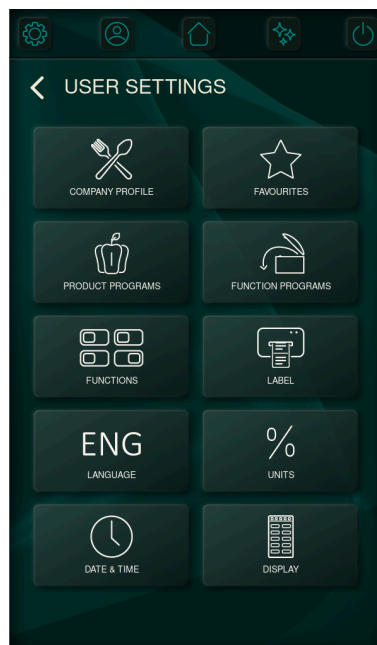 USER SETTINGS
COMPANY PROFILE
FAVOURITES
PRODUCT PROGRAMS
FUNCTION PROGRAMS
FUNCTIONS
LABEL
ENG
LANGUAGE
%
UNITS
DATE & TIME
DISPLAY